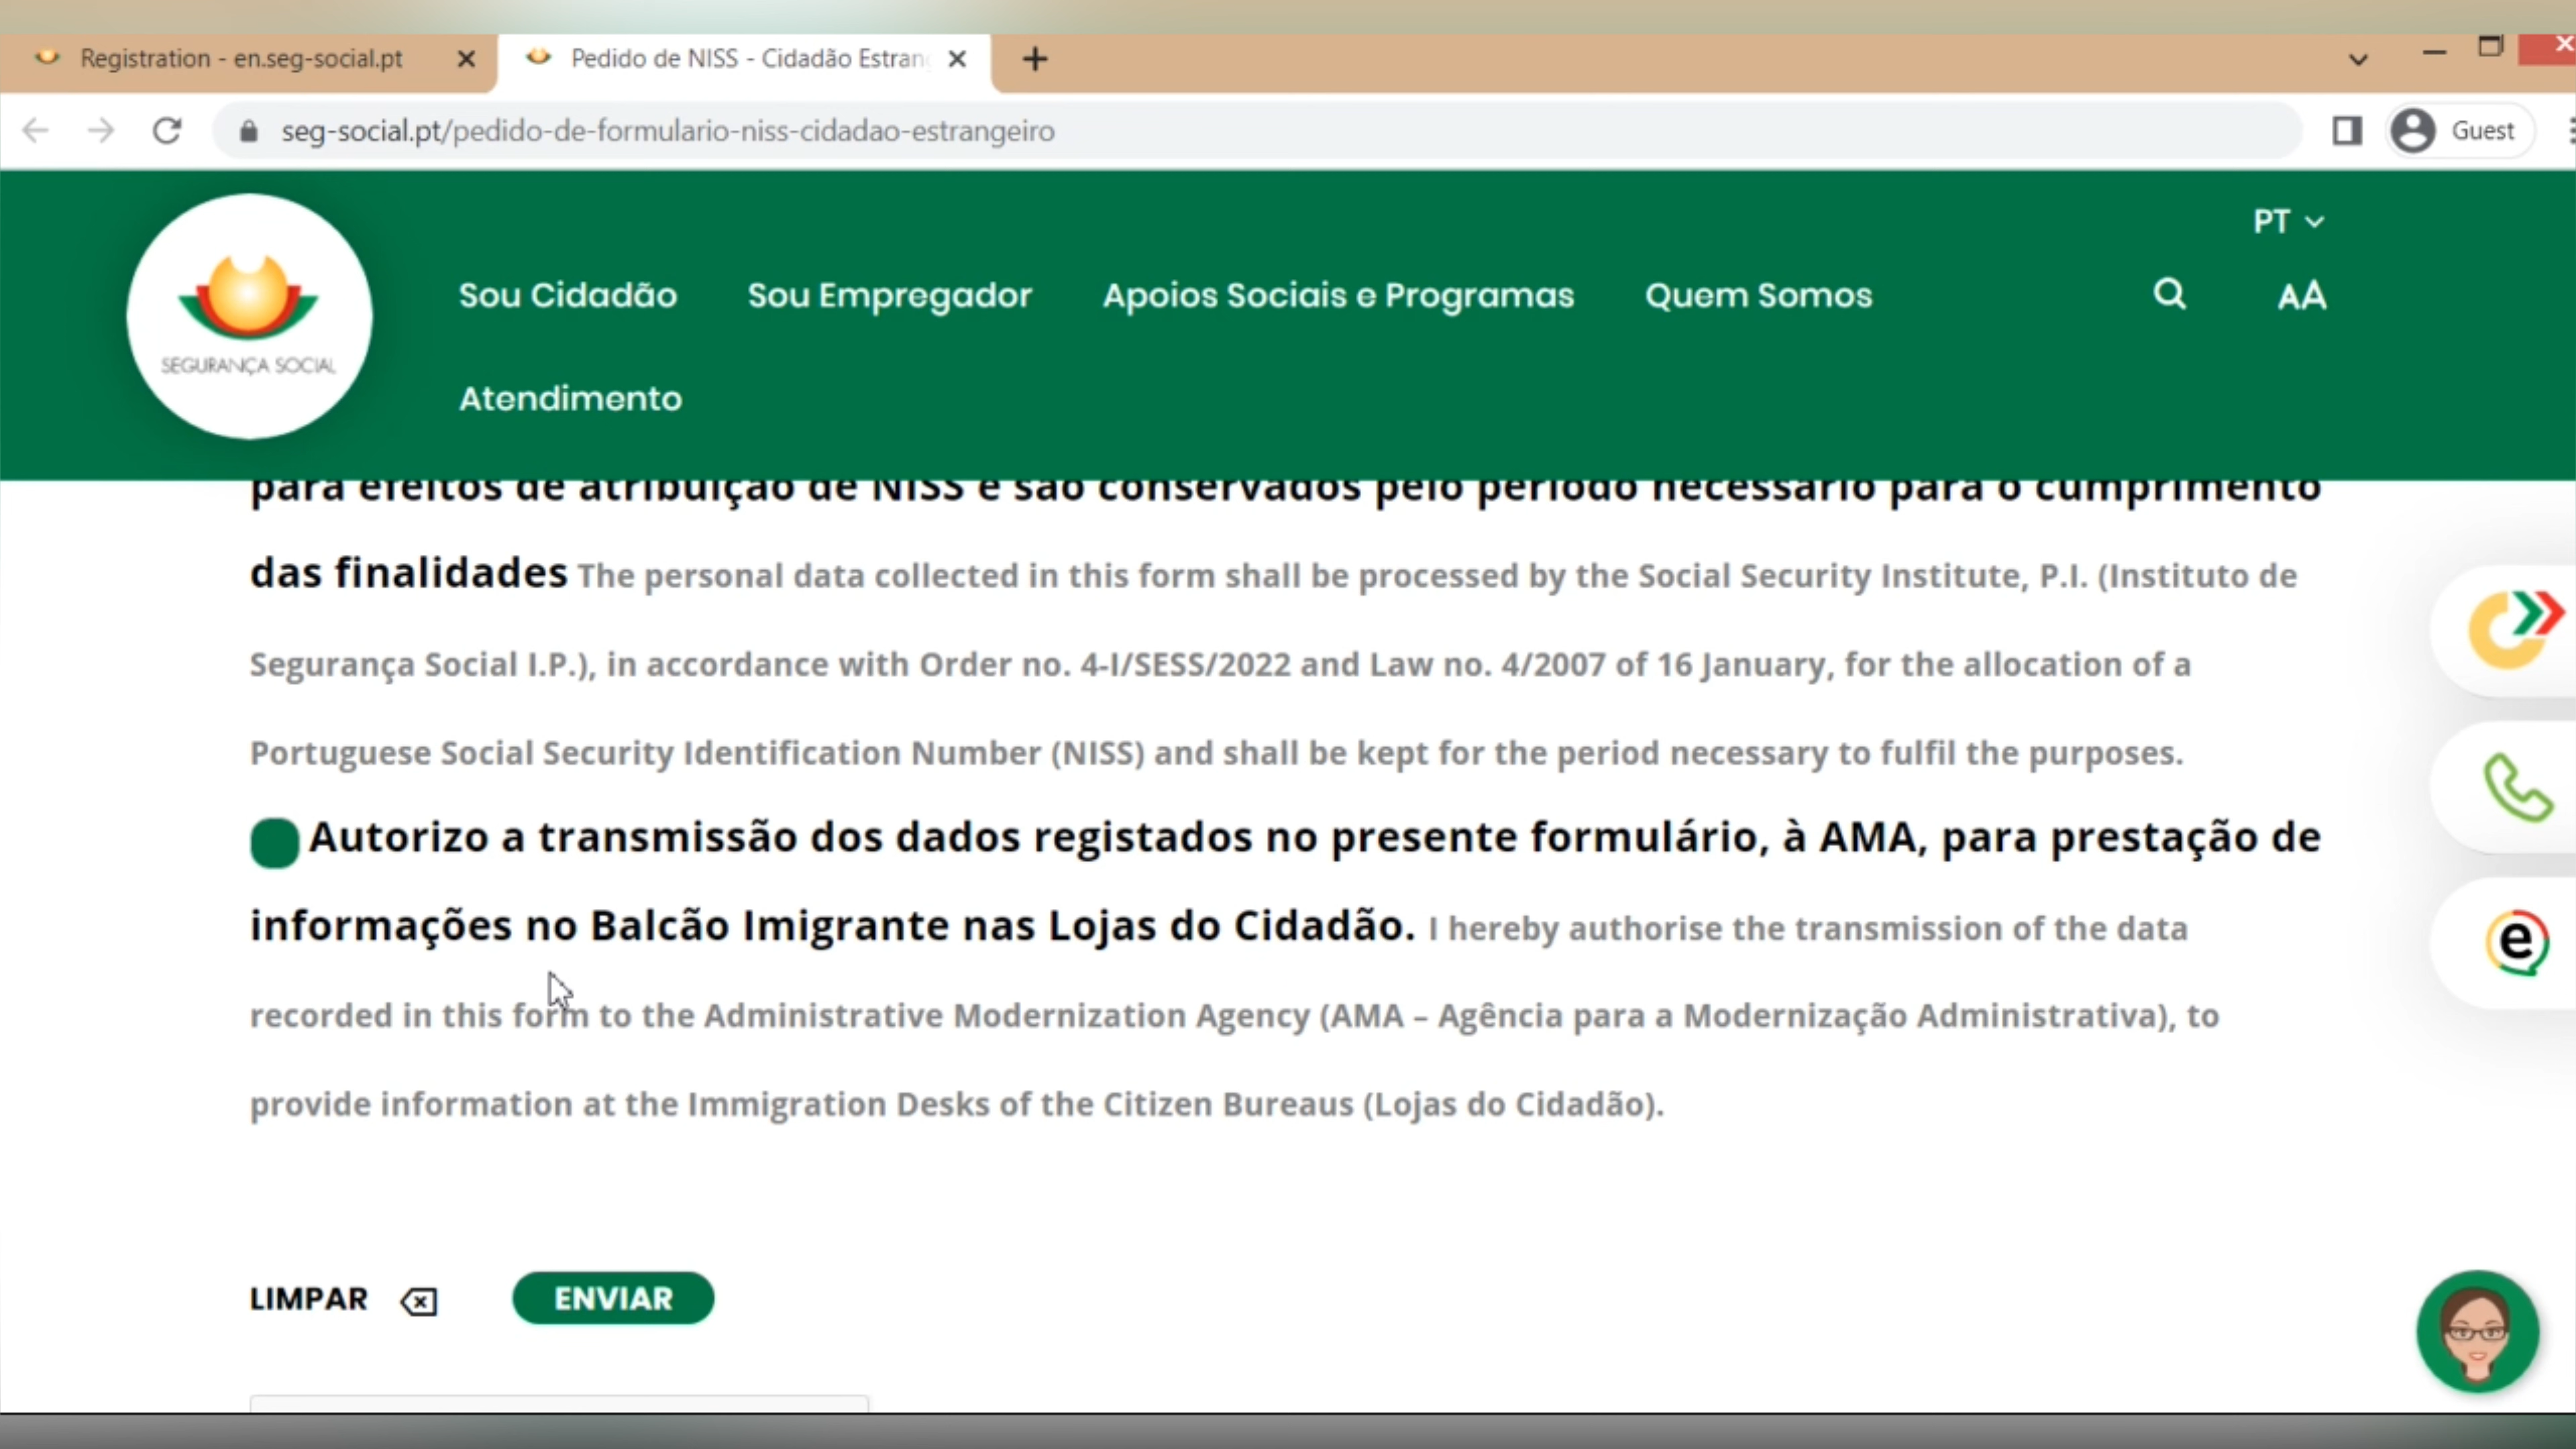 Registration - en.seg-social.pt
Pedido de NISS - Cidadão Estran
seg-social.pt/pedido-de-formulario-niss-cidadao-estrangeiro
Guest
PT
Sou Cidadão Sou Empregador Apoios Sociais e Programas Quem Somos
AA
SEGURANÇA SOCIAL
Atendimento
para efeitos de atribuição de NISS e são conservados pelo período necessário para o cumprimento
das finalidades The personal data collected in this form shall be processed by the Social Security Institute, P.I. (Instituto de
Segurança Social I.P.), in accordance with Order no. 4-I/SESS/2022 and Law no. 4/2007 of 16 January, for the allocation of a
Portuguese Social Security Identification Number (NISS) and shall be kept for the period necessary to fulfil the purposes.
Autorizo a transmissão dos dados registados no presente formulário, à AMA, para prestação de
informações no Balcão Imigrante nas Lojas do Cidadão. I hereby authorise the transmission of the data
recorded in this form to the Administrative Modernization Agency (AMA – Agência para a Modernização Administrativa), to
provide information at the Immigration Desks of the Citizen Bureaus (Lojas do Cidadão).
e
LIMPAR ENVIAR